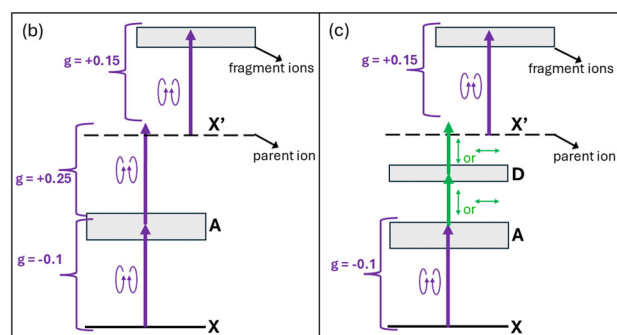 (b)
g = +0.15
fragment ions
X’
parent ion
g = +0.25
A
g = -0.1
X
(c)
g = +0.15
fragment ions
X’
or
parent ion
D
or
A
g = -0.1
X